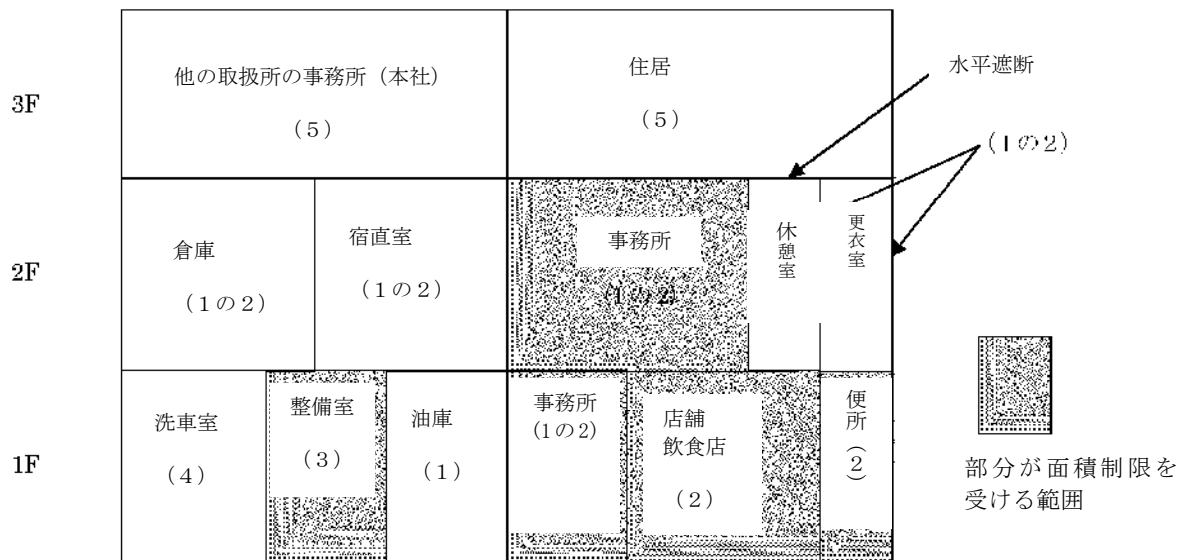 3F
他の取扱所の事務所（本社）
（５）
住居
（５）
水平遮断
（1の2）
2F
倉庫
（１の２）
宿直室
（１の２）
事務所
（１の２）
休憩室
更衣室
1F
洗車室
（４）
整備室
（３）
油庫
（１）
事務所
（1の2）
店舗
飲食店
（２）
便所（２）
部分が面積制限を
受ける範囲